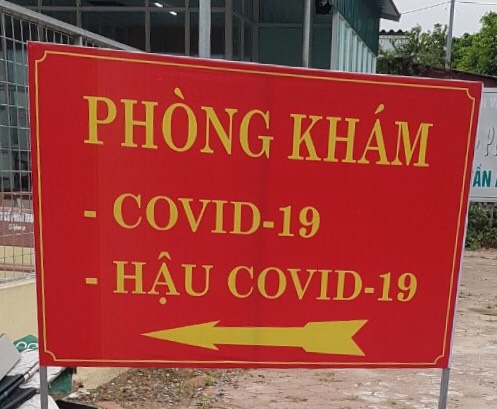 PHÒNG KHÁM
- COVID-19
- HẬU COVID-19